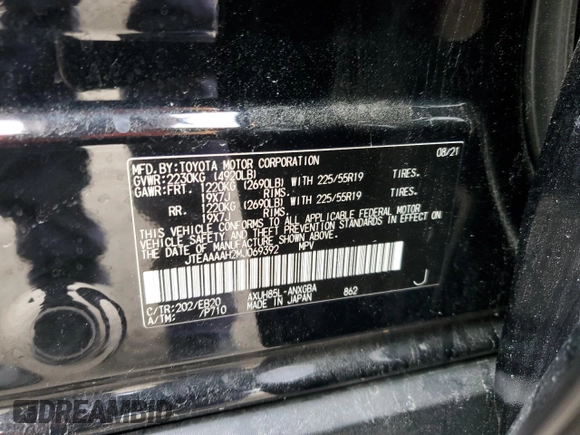 MFD.BY:TOYOTA MOTOR CORPORATION 08/21
GVWR:2230KG (4920LB)
GAWR:FRT. 1220KG (2690LB) WITH 225/55R19 TIRES.
19X7J RIMS.
RR. 1220KG (2690LB) WITH 225/55R19 TIRES.
19X7J RIMS.
THIS VEHICLE CONFORMS TO ALL APPLICABLE FEDERAL MOTOR
VEHICLE SAFETY AND THEFT PREVENTION STANDARDS IN EFFECT ON
THE DATE OF MANUFACTURE SHOWN ABOVE.
JTEAAAAH2MJ069392 MPV
C/TR:202/EB20 AXUH85L-ANXGBA 862 J
A/TM: 7P710 MADE IN JAPAN
DREAMBID